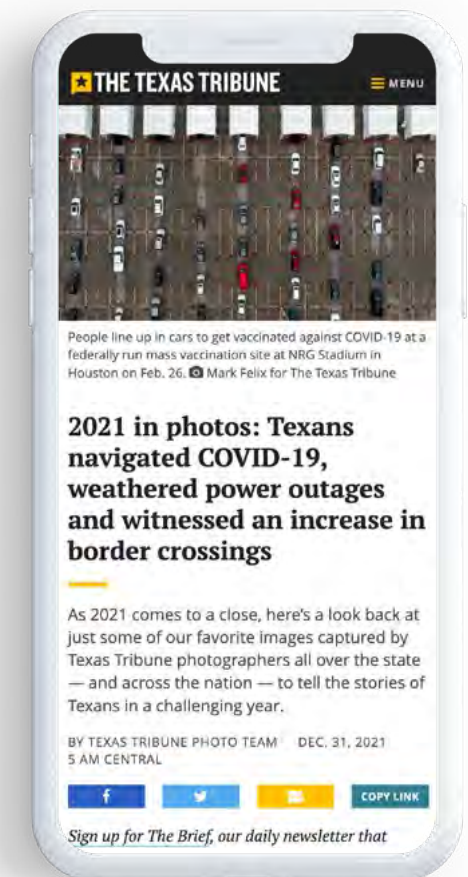 THE TEXAS TRIBUNE
MENU
People line up in cars to get vaccinated against COVID-19 at a
federally run mass vaccination site at NRG Stadium in
Houston on Feb. 26. Mark Felix for The Texas Tribune
2021 in photos: Texans
navigated COVID-19,
weathered power outages
and witnessed an increase in
border crossings
As 2021 comes to a close, here's a look back at
just some of our favorite images captured by
Texas Tribune photographers all over the state
— and across the nation — to tell the stories of
Texans in a challenging year.
BY TEXAS TRIBUNE PHOTO TEAM DEC. 31, 2021
5 AM CENTRAL
f
COPY LINK
Sign up for The Brief, our daily newsletter that